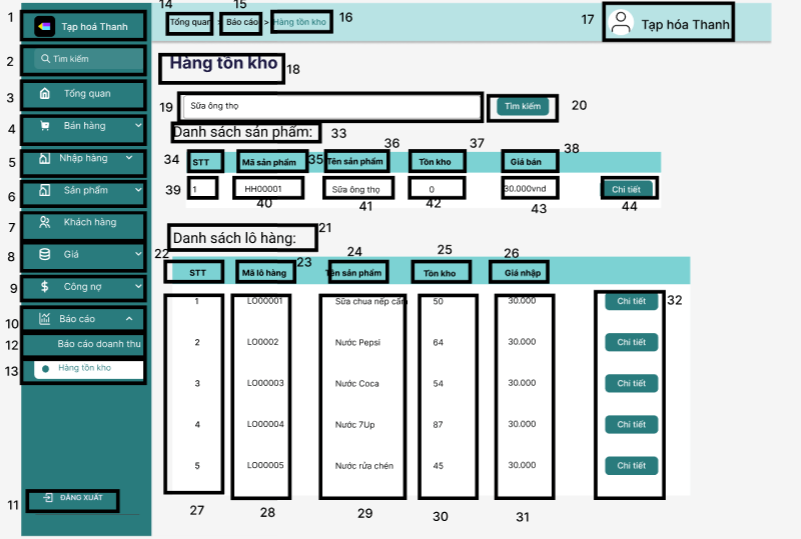 14
15
1
Tạp hoá Thanh
Tổng quan > Báo cáo > Hàng tồn kho
16
17
Tạp hóa Thanh
2
Tìm kiếm
Hàng tồn kho
18
3
Tổng quan
19
Sữa ông thọ
Tìm kiếm
20
4
Bán hàng
Danh sách sản phẩm:
33
36
37
38
5
Nhập hàng
34
STT
Mã sản phẩm
35
Tên sản phẩm
Tồn kho
Giá bán
6
Sản phẩm
39
1
HH00001
Sữa ông thọ
0
30.000vnd
Chi tiết
40
41
42
43
44
7
Khách hàng
21
Danh sách lô hàng:
8
Giá
22
23
24
25
26
STT
Mã lô hàng
Tên sản phẩm
Tồn kho
Giá nhập
9
Công nợ
1
LO00001
Sữa chua nếp cẩm
50
30.000
Chi tiết
32
10
Báo cáo
12
Báo cáo doanh thu
2
LO0002
Nước Pepsi
64
30.000
Chi tiết
13
Hàng tồn kho
3
LO00003
Nước Coca
54
30.000
Chi tiết
4
LO00004
Nước 7Up
87
30.000
Chi tiết
5
LO00005
Nước rửa chén
45
30.000
Chi tiết
11
ĐĂNG XUẤT
27
28
29
30
31